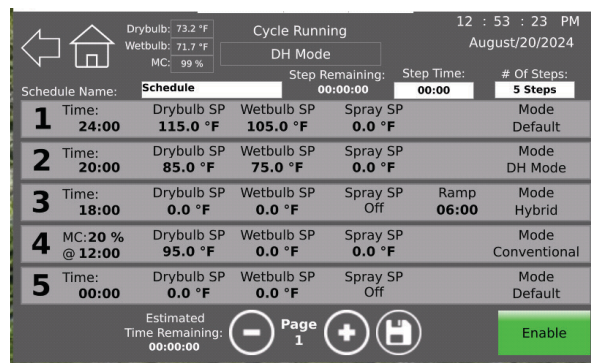 Drybulb: 73.2 °F
Wetbulb: 71.7 °F
MC: 99 %
Cycle Running
DH Mode
12 : 53 : 23 PM
August/20/2024
Schedule Name: Schedule
Step Remaining: 00:00:00
Step Time: 00:00
# Of Steps: 5 Steps
1 Time: 24:00 Drybulb SP 115.0 °F Wetbulb SP 105.0 °F Spray SP 0.0 °F Mode Default
2 Time: 20:00 Drybulb SP 85.0 °F Wetbulb SP 75.0 °F Spray SP 0.0 °F Mode DH Mode
3 Time: 18:00 Drybulb SP 0.0 °F Wetbulb SP 0.0 °F Spray SP Off Ramp 06:00 Mode Hybrid
4 MC:20 % @ 12:00 Drybulb SP 95.0 °F Wetbulb SP 0.0 °F Spray SP 0.0 °F Mode Conventional
5 Time: 00:00 Drybulb SP 0.0 °F Wetbulb SP 0.0 °F Spray SP Off Mode Default
Estimated
Time Remaining:
00:00:00
Page
1
Enable